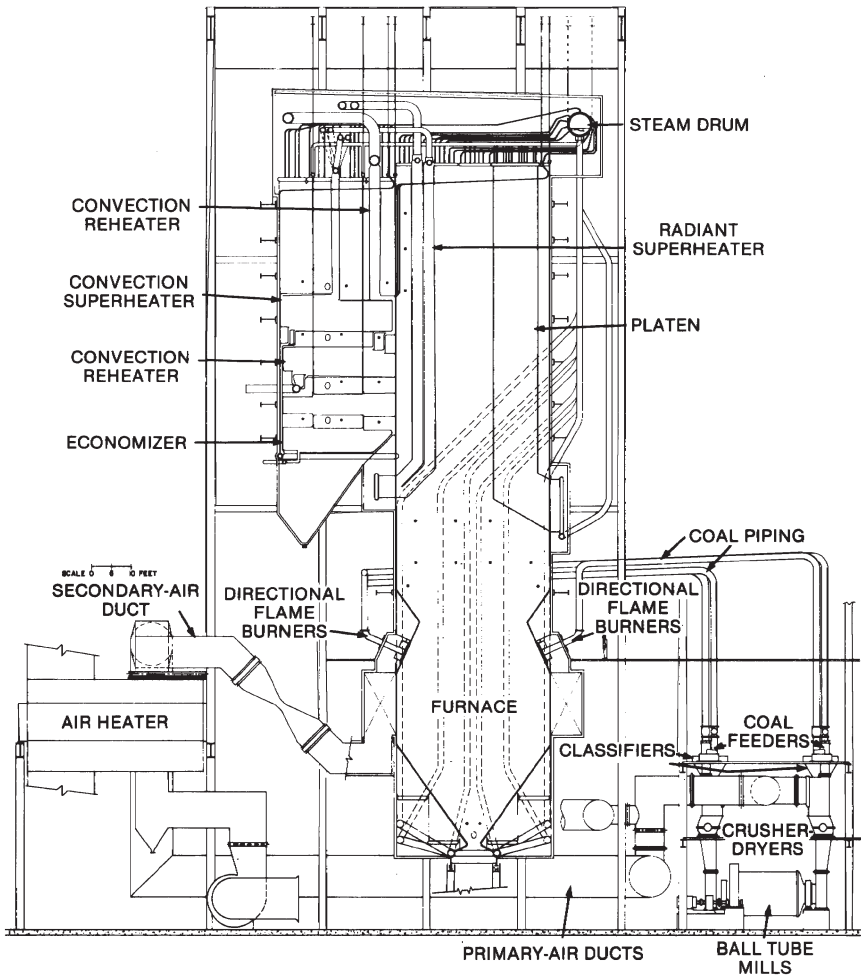 STEAM DRUM
CONVECTION
REHEATER
RADIANT
SUPERHEATER
CONVECTION
SUPERHEATER
PLATEN
CONVECTION
REHEATER
ECONOMIZER
COAL PIPING
SCALE 0 6 10 FEET
SECONDARY-AIR
DUCT
DIRECTIONAL
FLAME
BURNERS
DIRECTIONAL
FLAME
BURNERS
AIR HEATER
FURNACE
COAL
FEEDERS
CLASSIFIERS
CRUSHER
DRYERS
PRIMARY-AIR DUCTS
BALL TUBE
MILLS